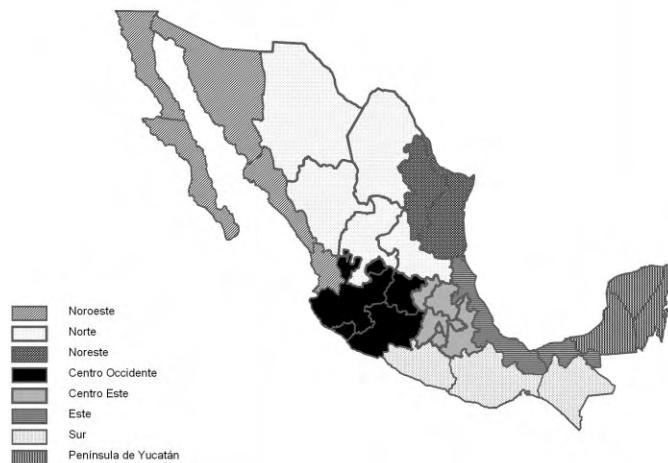 Noroeste
Norte
Noreste
Centro Occidente
Centro Este
Este
Sur
Península de Yucatán